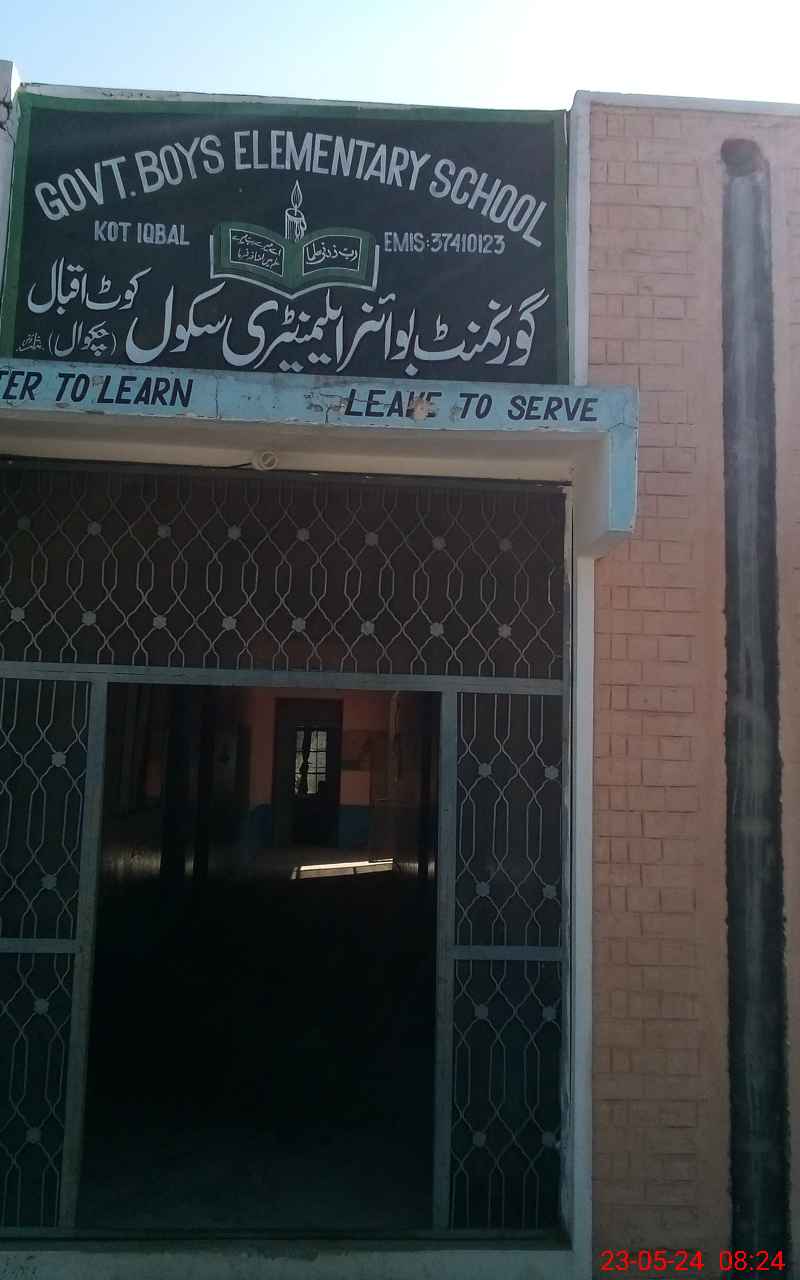 GOVT. BOYS ELEMENTARY SCHOOL
KOT IQBAL
EMIS:37410123
رب زدنی علما
گورنمنٹ بوائز ایلیمنٹری سکول کوٹ اقبال
(چکوال)
TER TO LEARN LEAVE TO SERVE
23-05-24 08:24